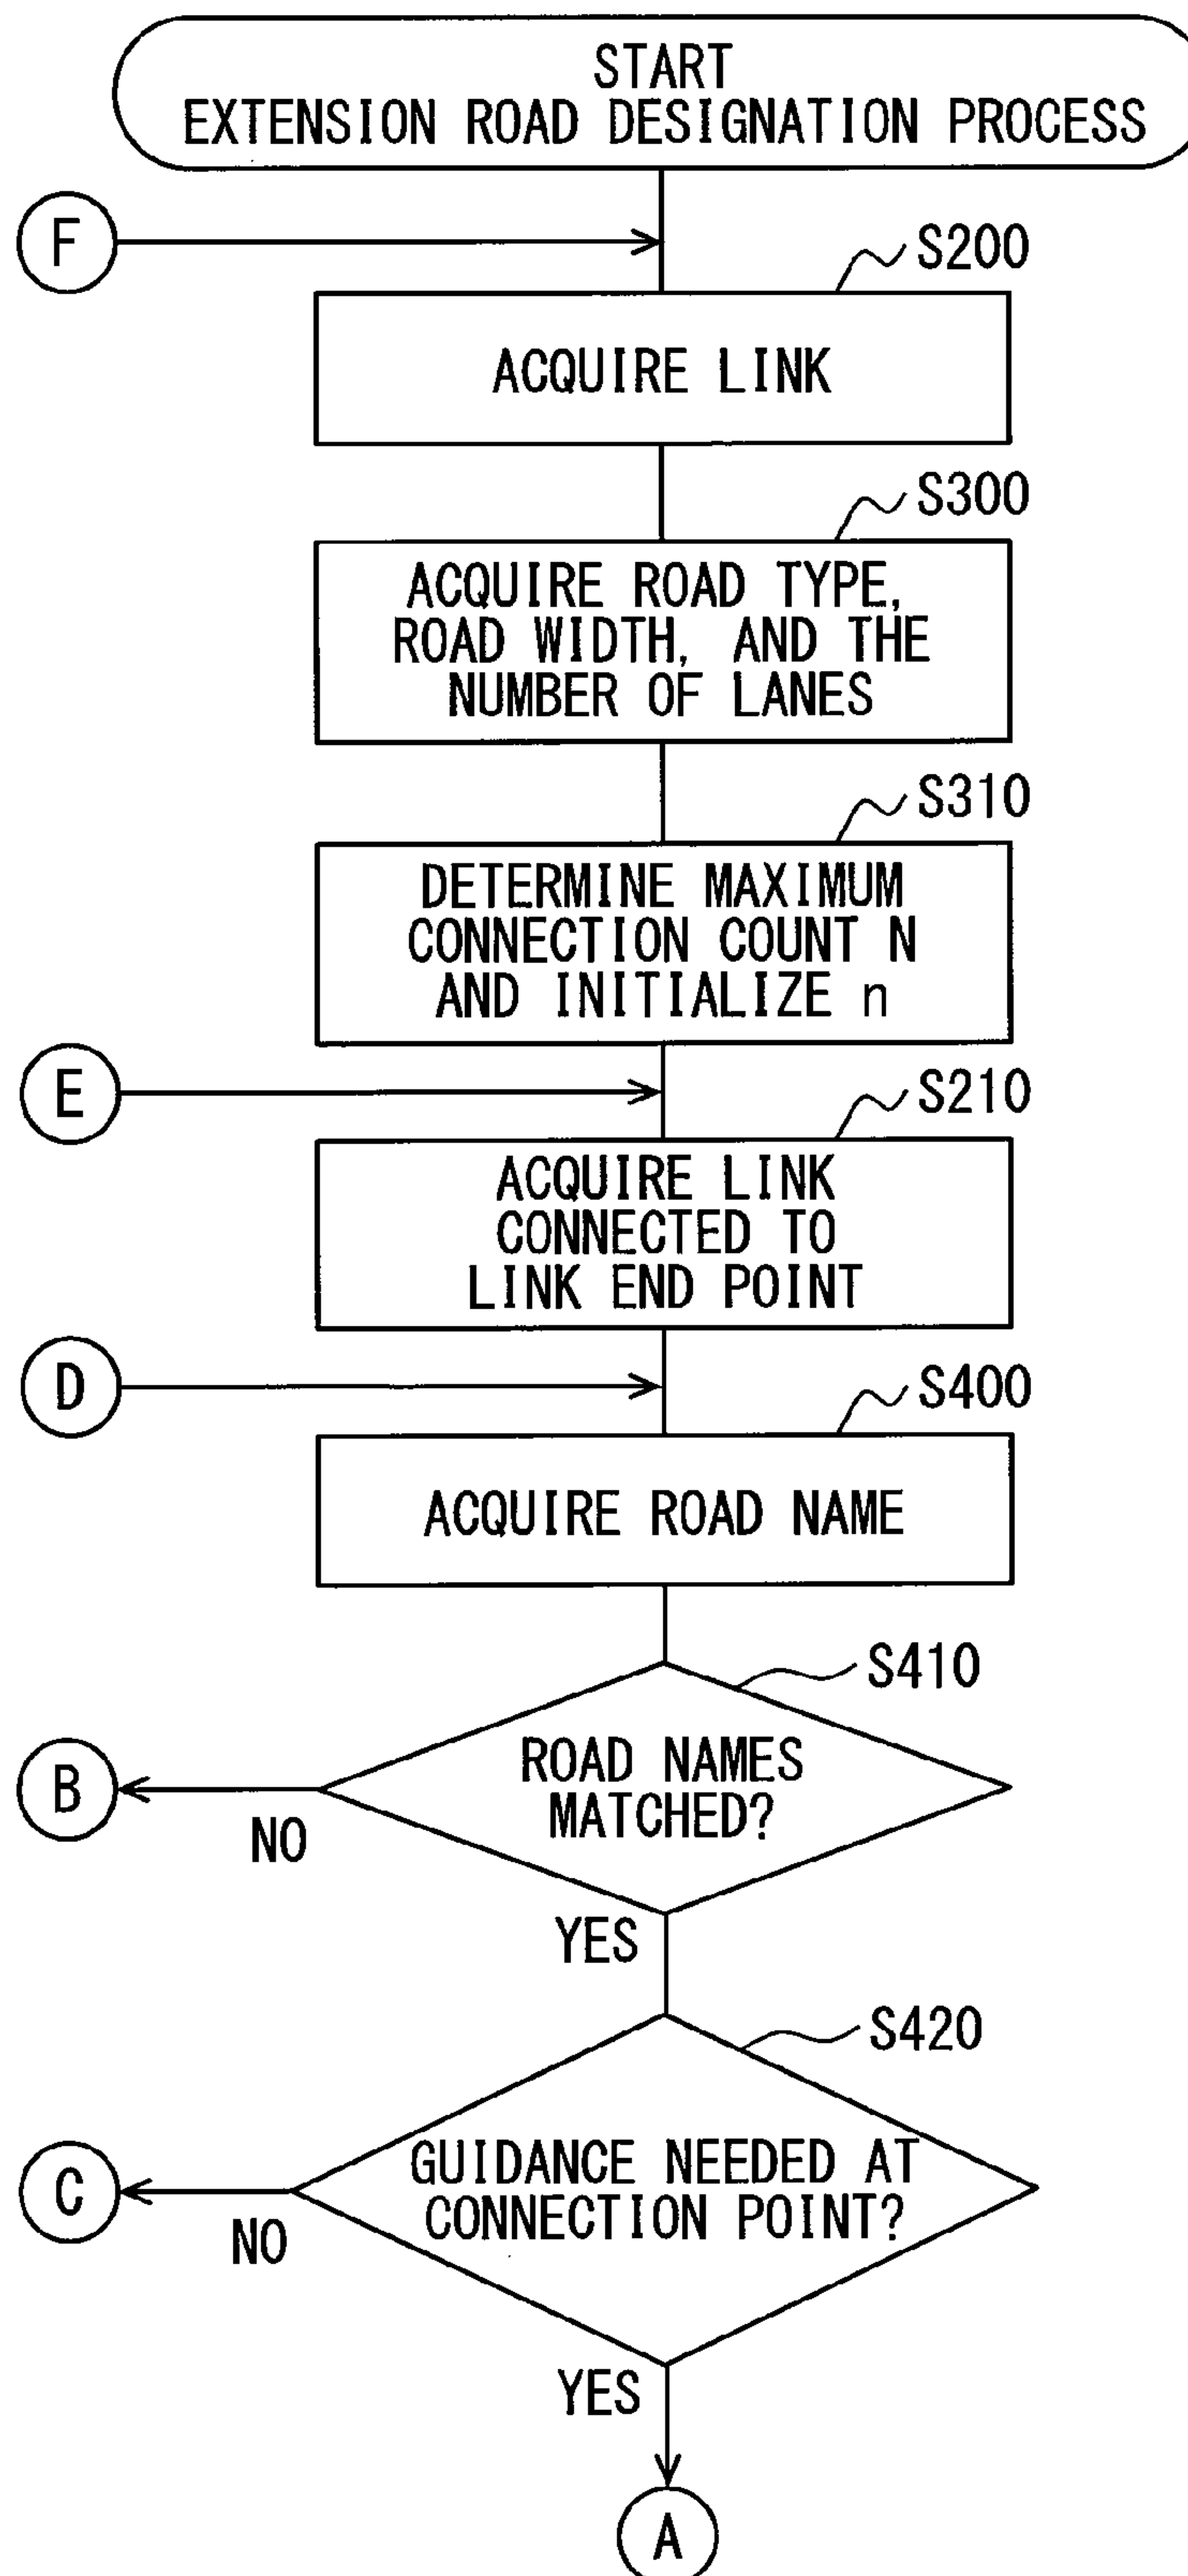 START
EXTENSION ROAD DESIGNATION PROCESS
F
S200
ACQUIRE LINK
S300
ACQUIRE ROAD TYPE,
ROAD WIDTH, AND THE
NUMBER OF LANES
S310
DETERMINE MAXIMUM
CONNECTION COUNT N
AND INITIALIZE n
E
S210
ACQUIRE LINK
CONNECTED TO
LINK END POINT
D
S400
ACQUIRE ROAD NAME
S410
ROAD NAMES
MATCHED?
B
NO
YES
S420
GUIDANCE NEEDED AT
CONNECTION POINT?
C
NO
YES
A